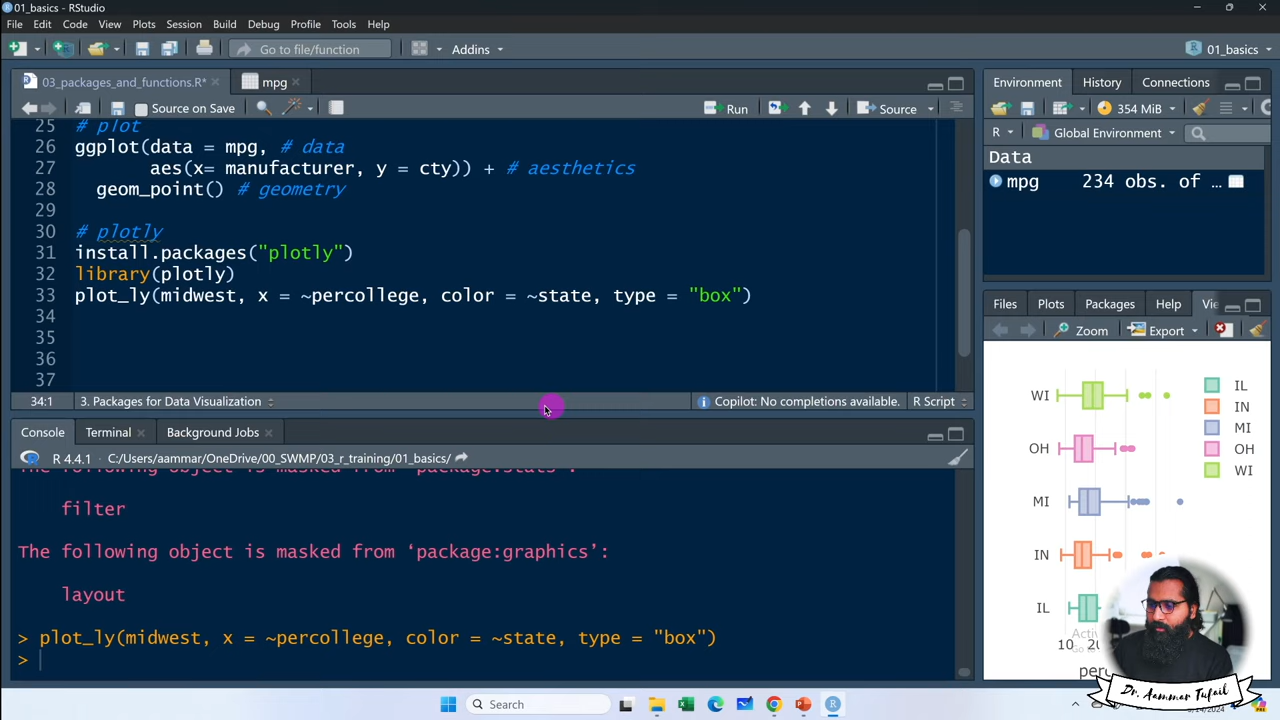 01_basics - RStudio
File Edit Code View Plots Session Build Debug Profile Tools Help
Go to file/function Addins 01_basics
03_packages_and_functions.R* mpg
Source on Save Run Source
25 # plot
26 ggplot(data = mpg, # data
27 aes(x= manufacturer, y = cty)) + # aesthetics
28 geom_point() # geometry
29
30 # plotly
31 install.packages("plotly")
32 library(plotly)
33 plot_ly(midwest, x = ~percollege, color = ~state, type = "box")
34
35
36
37
34:1 3. Packages for Data Visualization Copilot: No completions available. R Script
Console Terminal Background Jobs
R 4.4.1 · C:/Users/aammar/OneDrive/00_SWMP/03_r_training/01_basics/
The following object is masked from ‘package:stats’:
filter
The following object is masked from ‘package:graphics’:
layout
> plot_ly(midwest, x = ~percollege, color = ~state, type = "box")
>
Environment History Connections
354 MiB
R Global Environment
Data
mpg 234 obs. of …
Files Plots Packages Help
Zoom Export
WI
OH
MI
IN
IL
IL
IN
MI
OH
WI
10
Dr. Aammar Tufail
Search